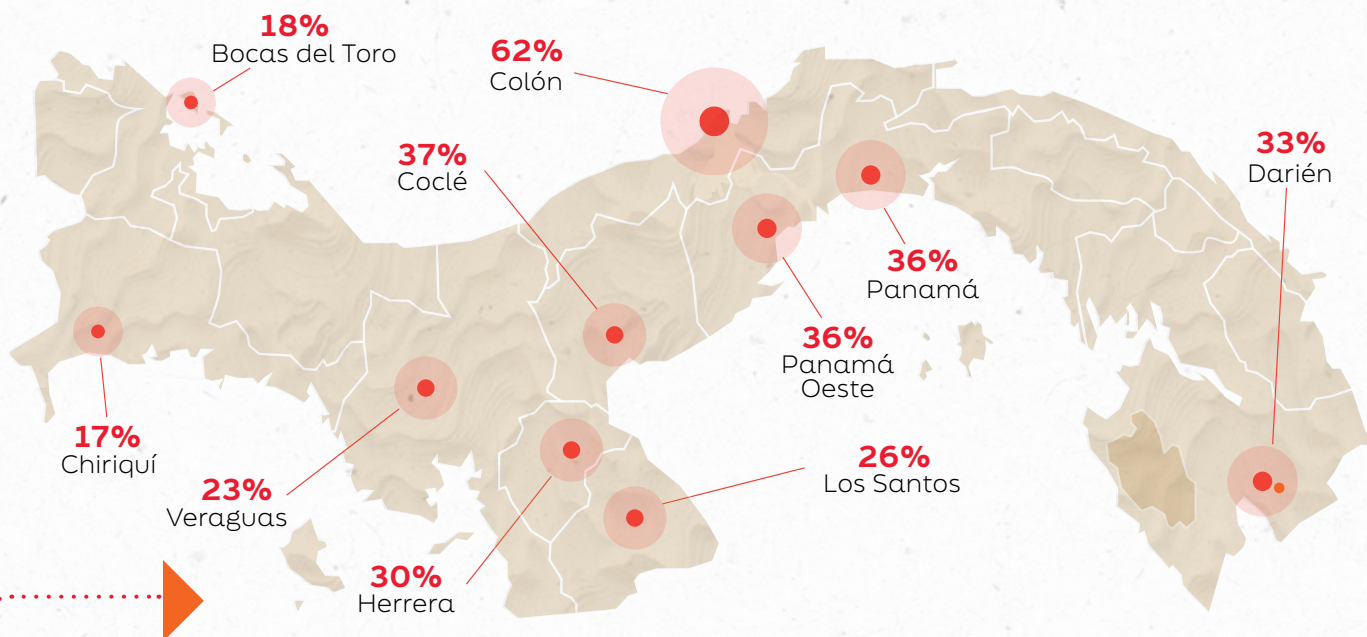 18%
Bocas del Toro
62%
Colón
37%
Coclé
33%
Darién
36%
Panamá
36%
Panamá
Oeste
17%
Chiriquí
23%
Veraguas
26%
Los Santos
30%
Herrera